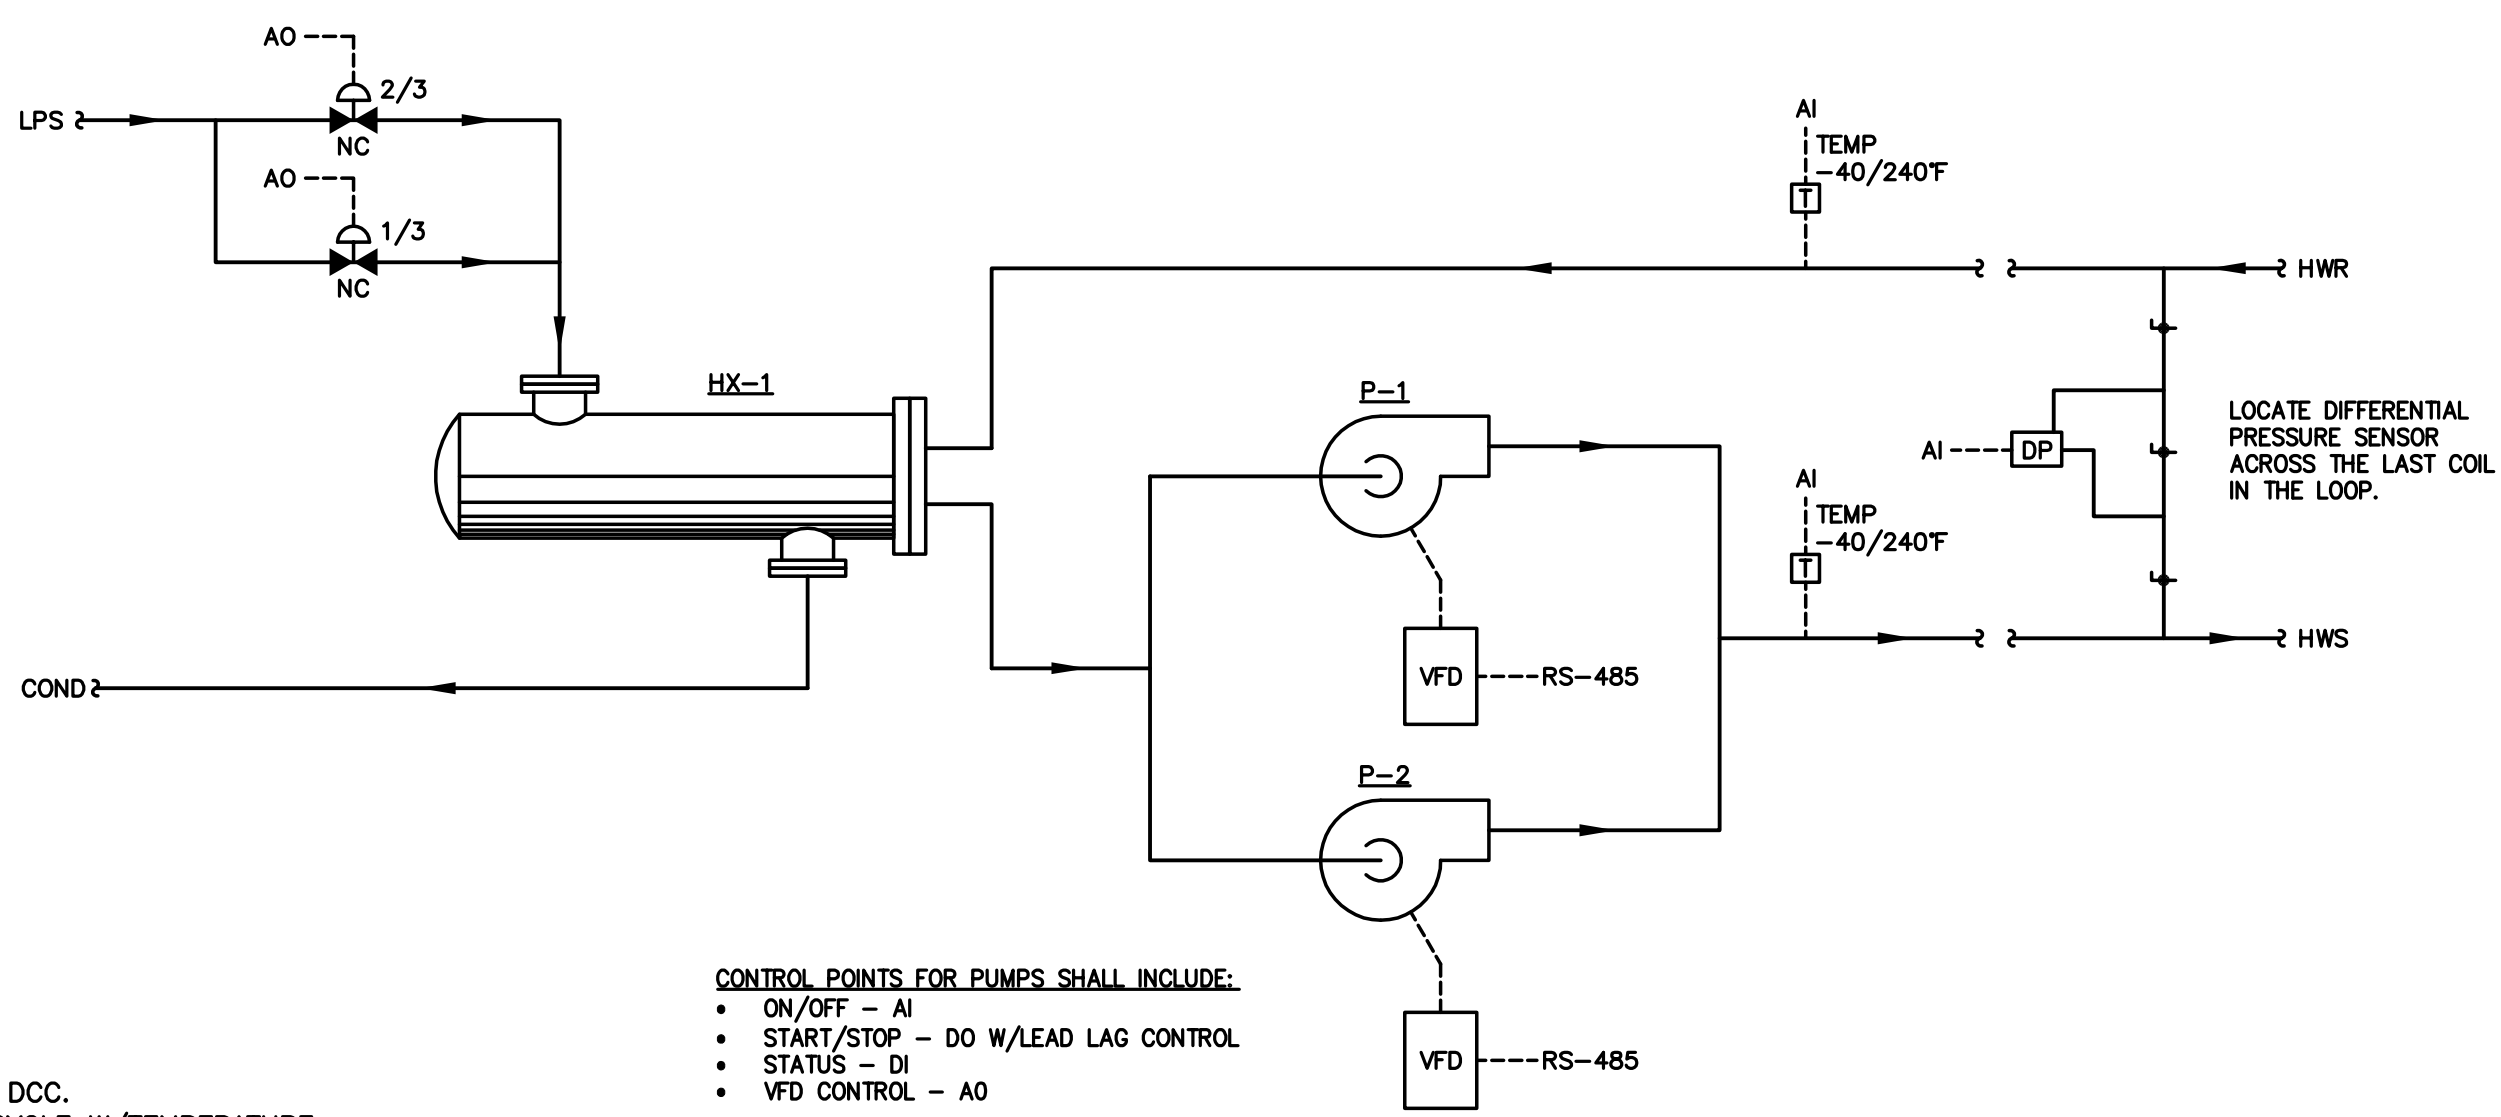 AO
2/3
LPS
NC
AO
1/3
NC
AI
TEMP
-40/240°F
T
HWR
HX-1
P-1
LOCATE DIFFERENTIAL
PRESSURE SENSOR
ACROSS THE LAST COIL
IN THE LOOP.
AI
DP
AI
TEMP
-40/240°F
T
HWS
COND
VFD
RS-485
P-2
VFD
RS-485
CONTROL POINTS FOR PUMPS SHALL INCLUDE:
• ON/OFF - AI
• START/STOP - DO W/LEAD LAG CONTROL
• STATUS - DI
• VFD CONTROL - AO
DCC.
W/TEMPERATURE